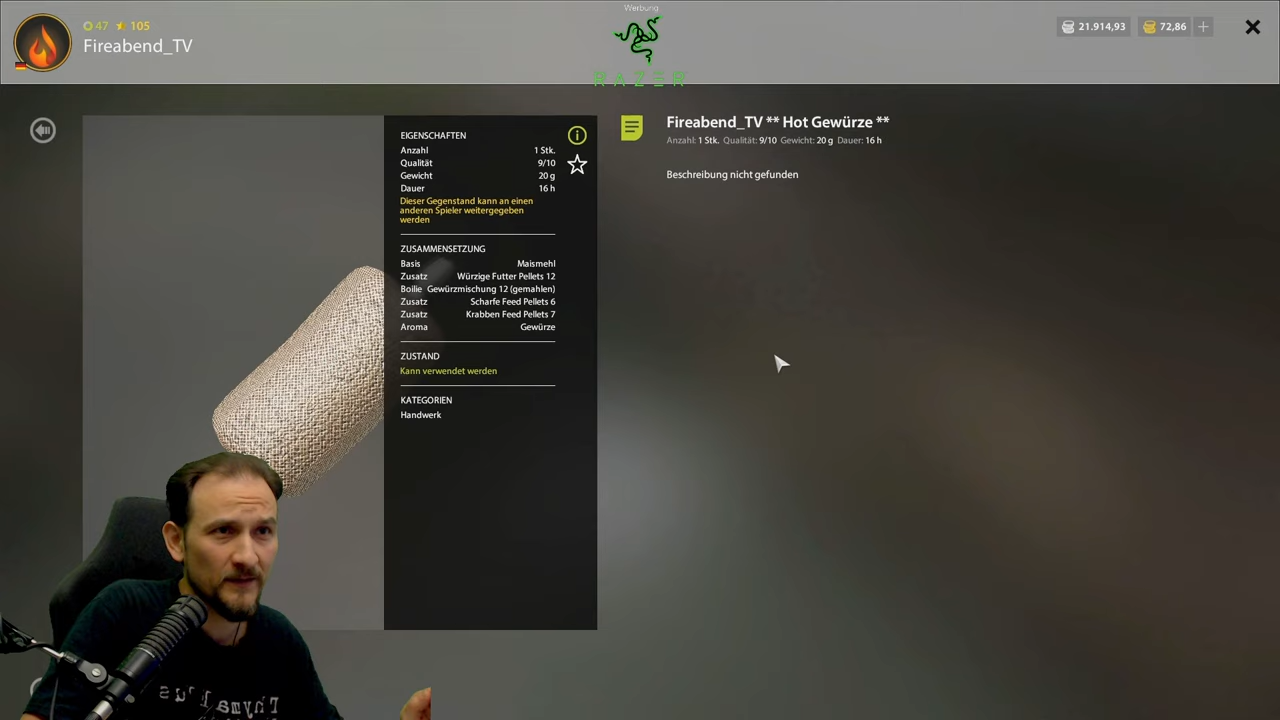 Werbung
47 105
Fireabend_TV
RAZER
21.914,93 72,86
EIGENSCHAFTEN
Anzahl 1 Stk.
Qualität 9/10
Gewicht 20 g
Dauer 16 h
Dieser Gegenstand kann an einen
anderen Spieler weitergegeben
werden
ZUSAMMENSETZUNG
Basis Maismehl
Zusatz Würzige Futter Pellets 12
Boilie Gewürzmischung 12 (gemahlen)
Zusatz Scharfe Feed Pellets 6
Zusatz Krabben Feed Pellets 7
Aroma Gewürze
ZUSTAND
Kann verwendet werden
KATEGORIEN
Handwerk
Fireabend_TV ** Hot Gewürze **
Anzahl: 1 Stk. Qualität: 9/10 Gewicht: 20 g Dauer: 16 h
Beschreibung nicht gefunden